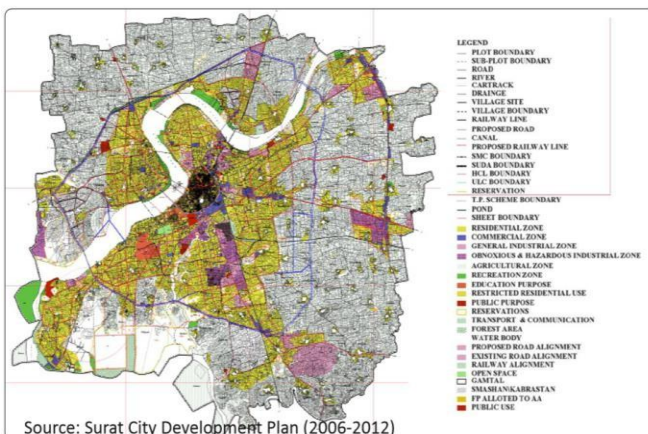 LEGEND
PLOT BOUNDARY
SUB-PLOT BOUNDARY
ROAD
RIVER
CARTRACK
DRAINGE
VILLAGE SITE
VILLAGE BOUNDARY
RAILWAY LINE
PROPOSED ROAD
CANAL
PROPOSED RAILWAY LINE
SMC BOUNDARY
SUDA BOUNDARY
HCL BOUNDARY
ULC BOUNDARY
RESERVATION
T.P. SCHEME BOUNDARY
POND
SHEET BOUNDARY
RESIDENTIAL ZONE
COMMERCIAL ZONE
GENERAL INDUSTRIAL ZONE
OBNOXIOUS & HAZARDOUS INDUSTRIAL ZONE
AGRICULTURAL ZONE
RECREATION ZONE
EDUCATION PURPOSE
RESTRICTED RESIDENTIAL USE
PUBLIC PURPOSE
RESERVATIONS
TRANSPORT & COMMUNICATION
FOREST AREA
WATER BODY
PROPOSED ROAD ALIGNMENT
EXISTING ROAD ALIGNMENT
RAILWAY ALIGNMENT
OPEN SPACE
GAMTAL
SMASHAN\KABRASTAN
FP ALLOTED TO AA
PUBLIC USE
Source: Surat City Development Plan (2006-2012)